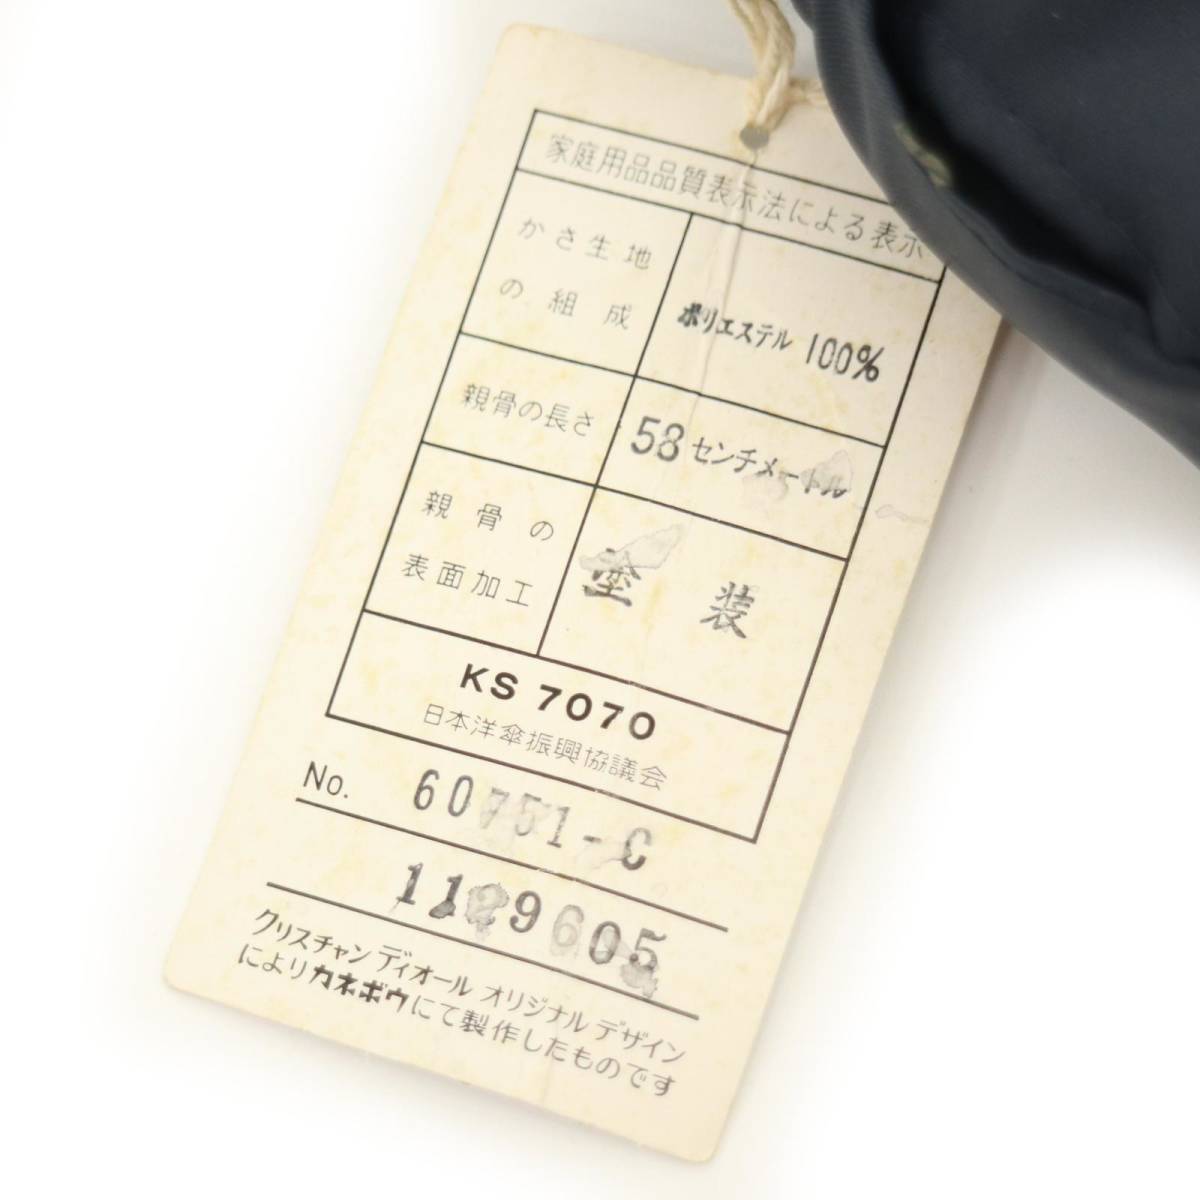 家庭用品品質表示法による表示
かさ生地
の組成
ポリエステル 100%
親骨の長さ
58センチメートル
親骨の
表面加工
塗装
KS 7070
日本洋傘振興協議会
No. 60751-C
605
クリスチャン ディオール オリジナル デザイン
によりカネボウにて製作したものです